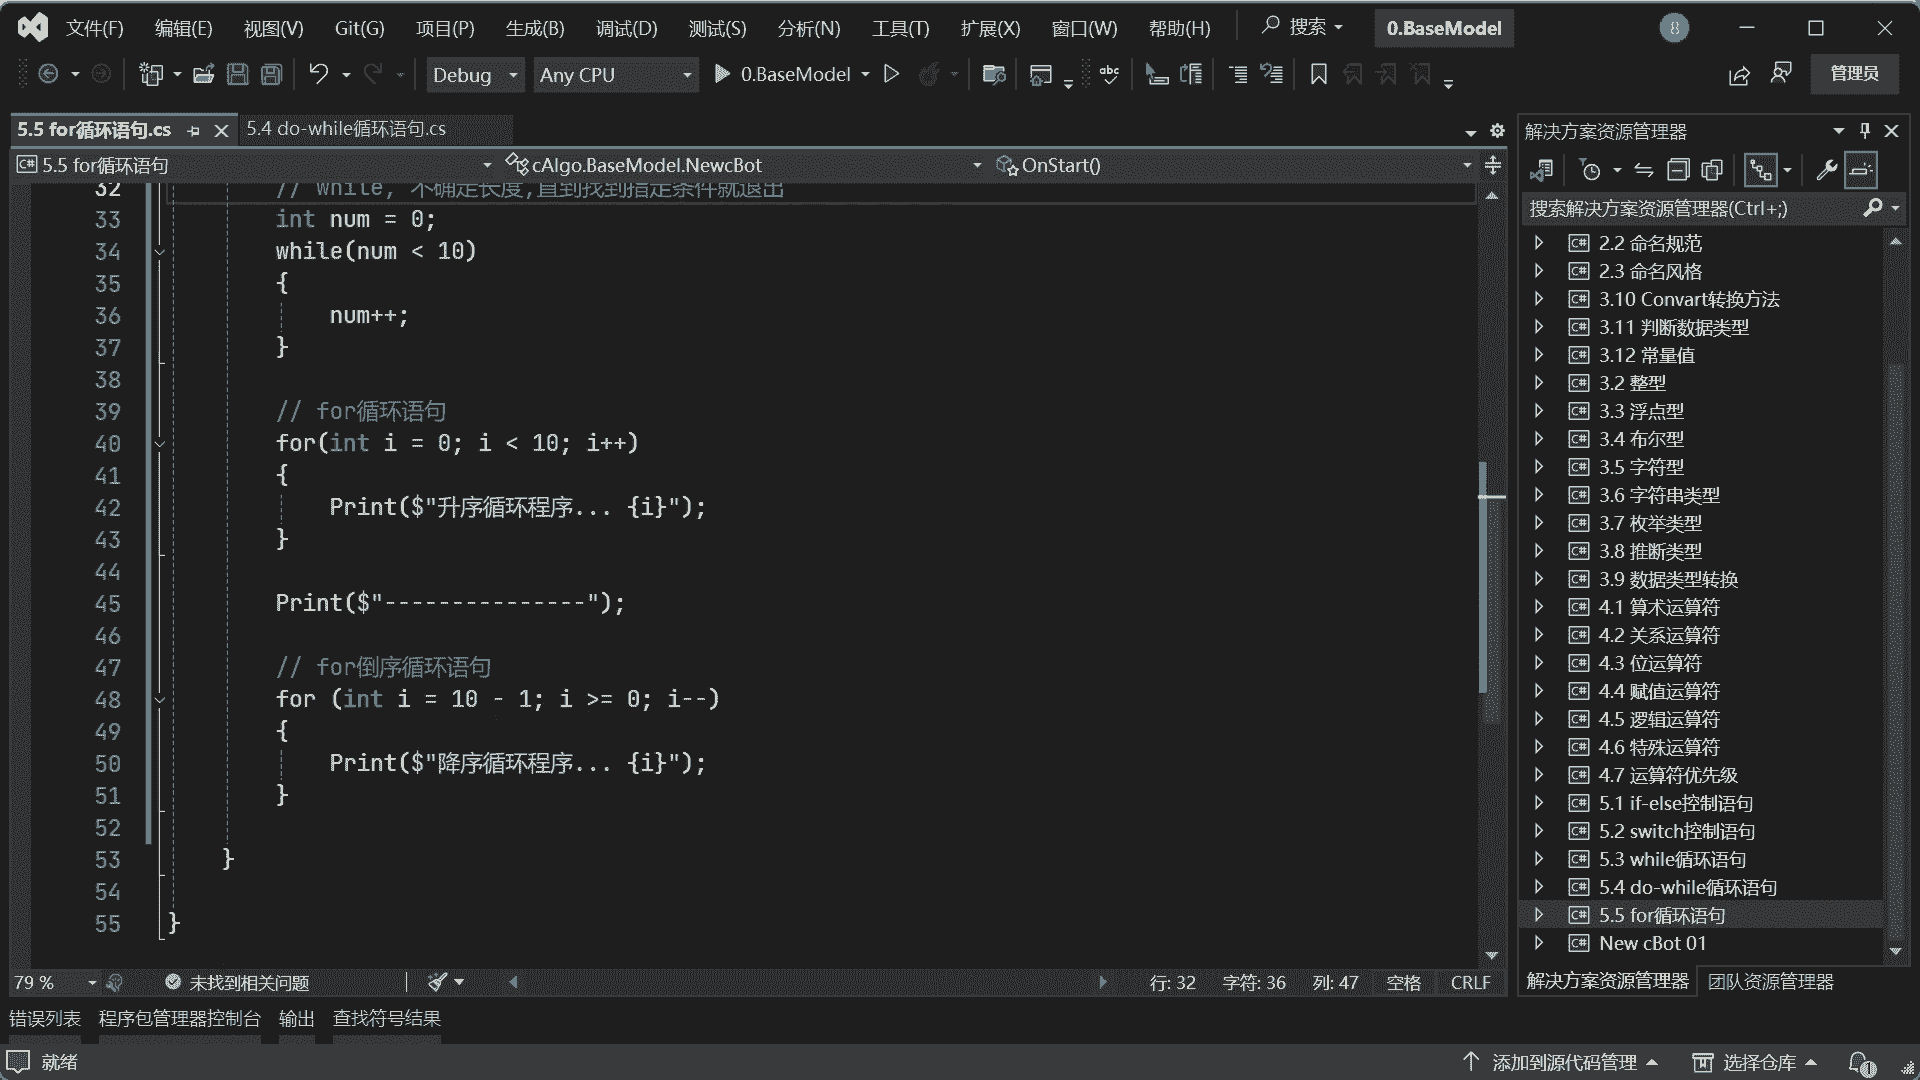 文件(F) 编辑(E) 视图(V) Git(G) 项目(P) 生成(B) 调试(D) 测试(S) 分析(N) 工具(T) 扩展(X) 窗口(W) 帮助(H) 搜索 0.BaseModel
Debug Any CPU 0.BaseModel abc 管理员
5.5 for循环语句.cs 5.4 do-while循环语句.cs
C# 5.5 for循环语句 cAlgo.BaseModel.NewcBot OnStart()
32 // while, 不确定长度,直到找到指定条件就退出
33 int num = 0;
34 while(num < 10)
35 {
36 num++;
37 }
38
39 // for循环语句
40 for(int i = 0; i < 10; i++)
41 {
42 Print($"升序循环程序... {i}");
43 }
44
45 Print($"---------------");
46
47 // for倒序循环语句
48 for (int i = 10 - 1; i >= 0; i--)
49 {
50 Print($"降序循环程序... {i}");
51 }
52
53 }
54
55 }
79 % 未找到相关问题 行: 32 字符: 36 列: 47 空格 CRLF
解决方案资源管理器
搜索解决方案资源管理器(Ctrl+;)
C# 2.2 命名规范
C# 2.3 命名风格
C# 3.10 Convart转换方法
C# 3.11 判断数据类型
C# 3.12 常量值
C# 3.2 整型
C# 3.3 浮点型
C# 3.4 布尔型
C# 3.5 字符型
C# 3.6 字符串类型
C# 3.7 枚举类型
C# 3.8 推断类型
C# 3.9 数据类型转换
C# 4.1 算术运算符
C# 4.2 关系运算符
C# 4.3 位运算符
C# 4.4 赋值运算符
C# 4.5 逻辑运算符
C# 4.6 特殊运算符
C# 4.7 运算符优先级
C# 5.1 if-else控制语句
C# 5.2 switch控制语句
C# 5.3 while循环语句
C# 5.4 do-while循环语句
C# 5.5 for循环语句
C# New cBot 01
解决方案资源管理器 团队资源管理器
错误列表 程序包管理器控制台 输出 查找符号结果
就绪 添加到源代码管理 选择仓库 1